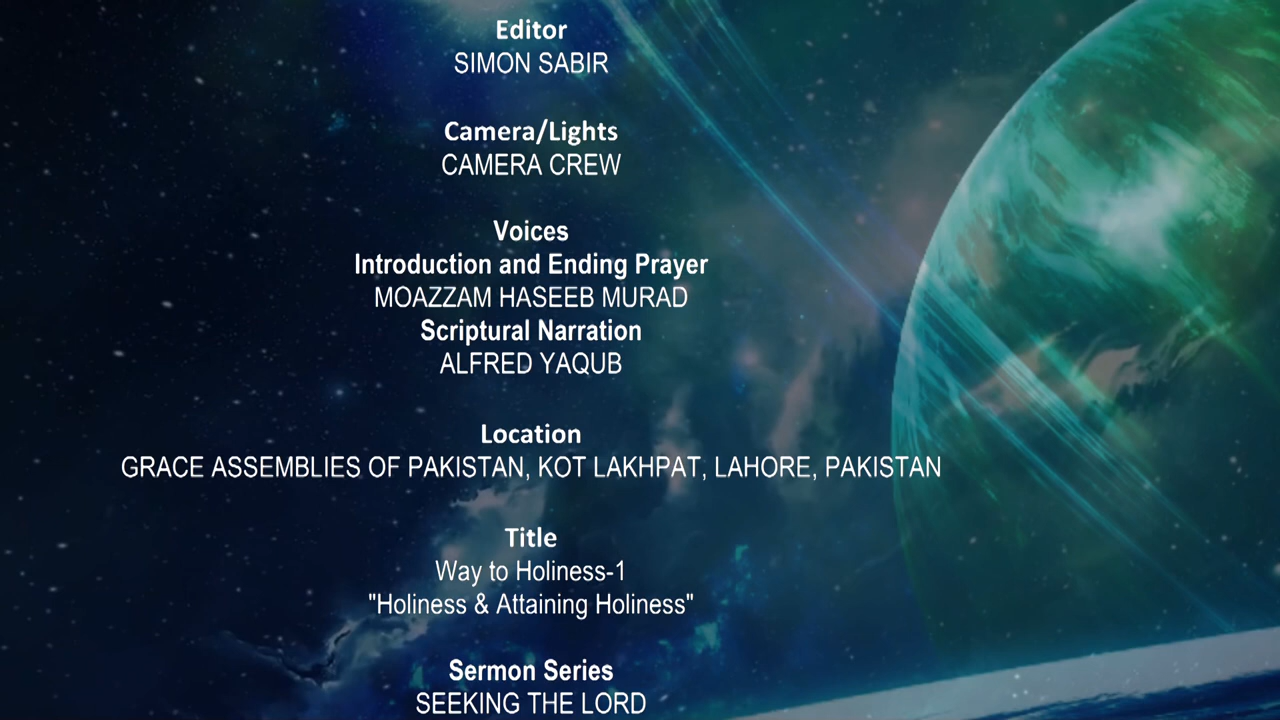 Editor
SIMON SABIR
Camera/Lights
CAMERA CREW
Voices
Introduction and Ending Prayer
MOAZZAM HASEEB MURAD
Scriptural Narration
ALFRED YAQUB
Location
GRACE ASSEMBLIES OF PAKISTAN, KOT LAKHPAT, LAHORE, PAKISTAN
Title
Way to Holiness-1
"Holiness & Attaining Holiness"
Sermon Series
SEEKING THE LORD